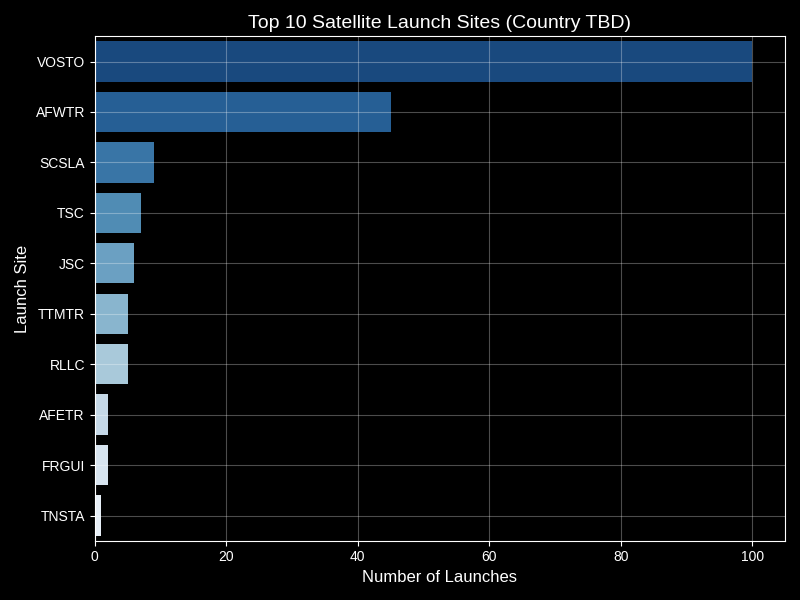 Top 10 Satellite Launch Sites (Country TBD)
Launch Site
VOSTO
AFWTR
SCSLA
TSC
JSC
TTMTR
RLLC
AFETR
FRGUI
TNSTA
0 20 40 60 80 100
Number of Launches